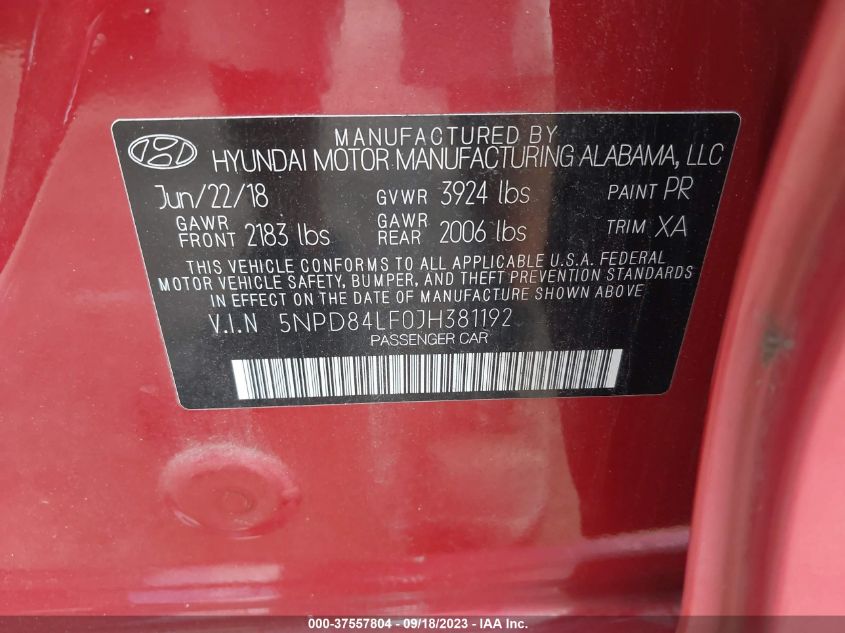 MANUFACTURED BY
HYUNDAI MOTOR MANUFACTURING ALABAMA, LLC
Jun/22/18 GVWR 3924 lbs PAINT PR
GAWR FRONT 2183 lbs GAWR REAR 2006 lbs TRIM XA
THIS VEHICLE CONFORMS TO ALL APPLICABLE U.S.A. FEDERAL
MOTOR VEHICLE SAFETY, BUMPER, AND THEFT PREVENTION STANDARDS
IN EFFECT ON THE DATE OF MANUFACTURE SHOWN ABOVE.
V.I.N 5NPD84LF0JH381192
PASSENGER CAR
000-37557804 - 09/18/2023 - IAA Inc.